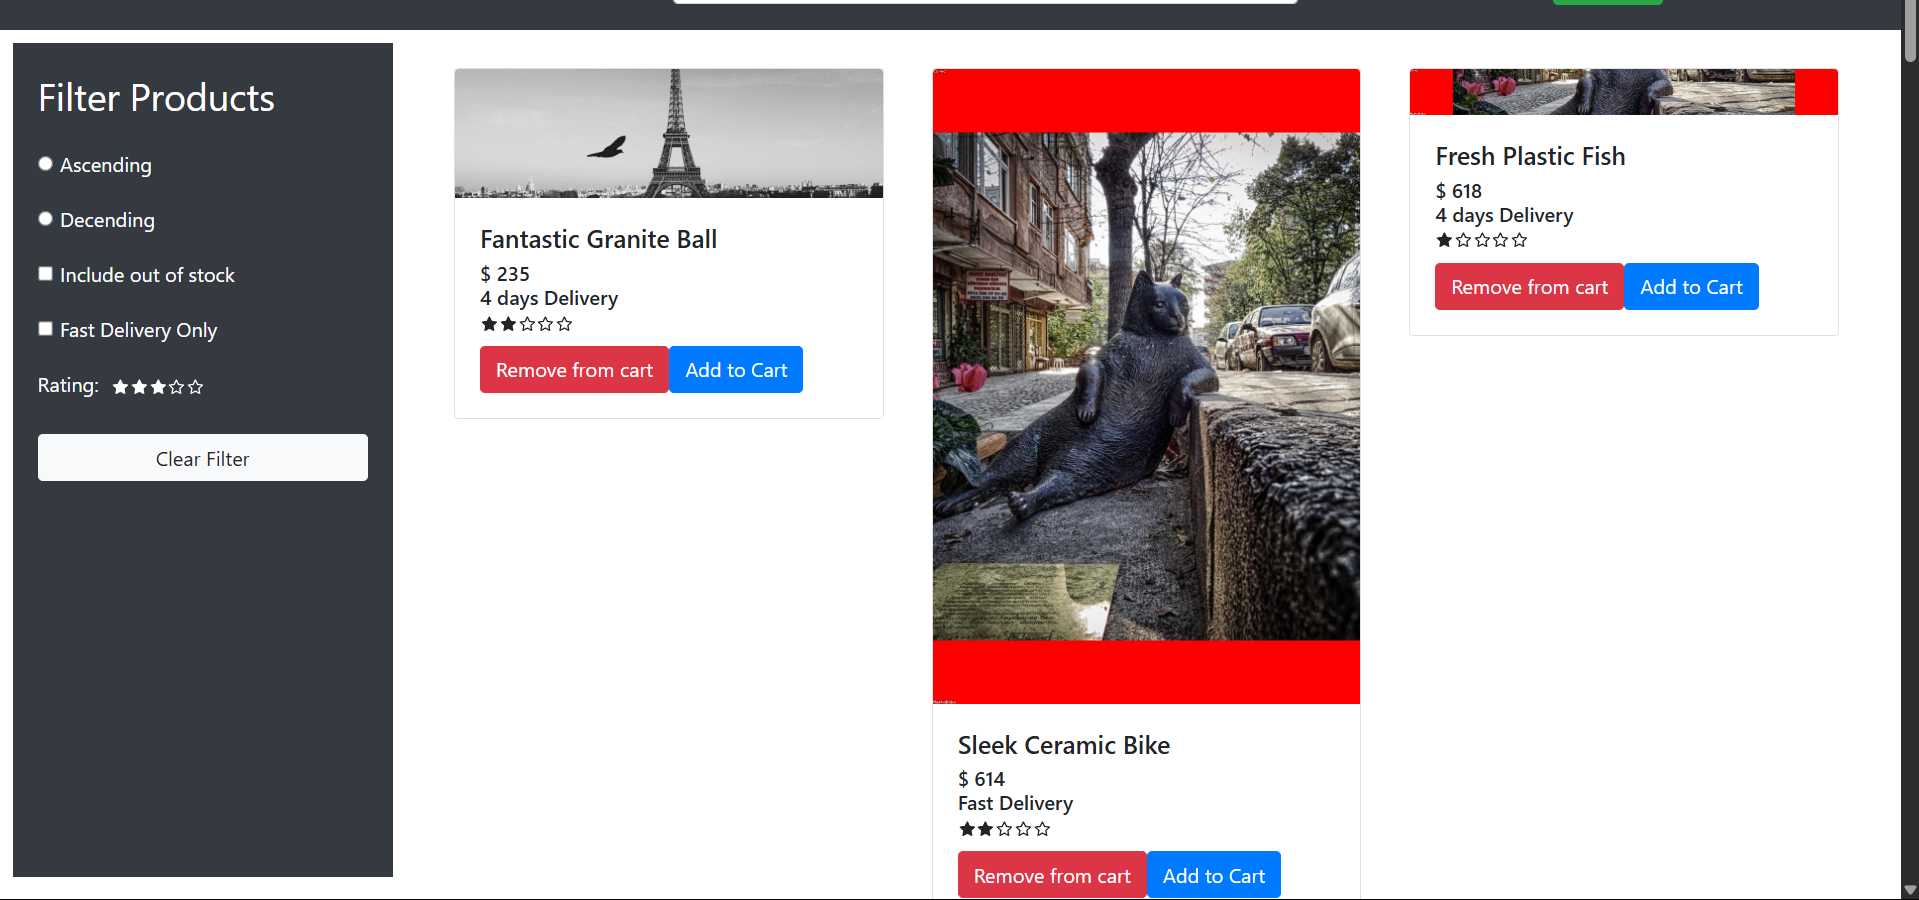 Filter Products
Ascending
Decending
Include out of stock
Fast Delivery Only
Rating:
Clear Filter
Fantastic Granite Ball
$ 235
4 days Delivery
Remove from cart
Add to Cart
Sleek Ceramic Bike
$ 614
Fast Delivery
Remove from cart
Add to Cart
Fresh Plastic Fish
$ 618
4 days Delivery
Remove from cart
Add to Cart